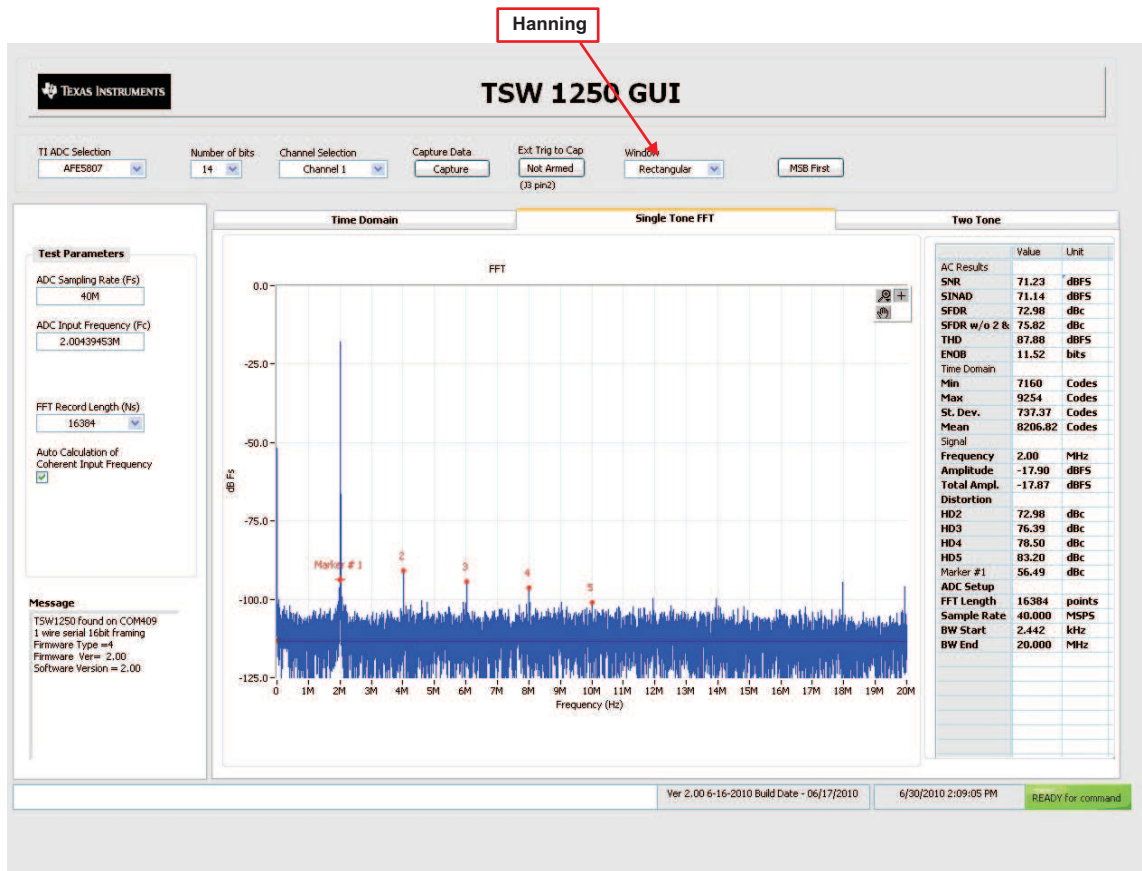 Hanning
TEXAS INSTRUMENTS
TSW 1250 GUI
TI ADC Selection
AFE5807
Number of bits
14
Channel Selection
Channel 1
Capture Data
Capture
Ext Trig to Cap
Not Armed
(J3 pin2)
Window
Rectangular
MSB First
Time Domain
Single Tone FFT
Two Tone
Test Parameters
ADC Sampling Rate (Fs)
40M
ADC Input Frequency (Fc)
2.00439453M
FFT Record Length (Ns)
16384
Auto Calculation of
Coherent Input Frequency
Message
TSW1250 found on COM409
1 wire serial 16bit framing
Firmware Type =4
Firmware Ver= 2.00
Software Version = 2.00
FFT
dB Fs
0.0
-25.0
-50.0
-75.0
-100.0
-125.0
Marker # 1
2
3
4
5
0 1M 2M 3M 4M 5M 6M 7M 8M 9M 10M 11M 12M 13M 14M 15M 16M 17M 18M 19M 20M
Frequency (Hz)
Value Unit
AC Results
SNR 71.23 dBFS
SINAD 71.14 dBFS
SFDR 72.98 dBc
SFDR w/o 2 & 75.82 dBc
THD 87.88 dBFS
ENOB 11.52 bits
Time Domain
Min 7160 Codes
Max 9254 Codes
St. Dev. 737.37 Codes
Mean 8206.82 Codes
Signal
Frequency 2.00 MHz
Amplitude -17.90 dBFS
Total Ampl. -17.87 dBFS
Distortion
HD2 72.98 dBc
HD3 76.39 dBc
HD4 78.50 dBc
HD5 83.20 dBc
Marker #1 56.49 dBc
ADC Setup
FFT Length 16384 points
Sample Rate 40.000 MSPS
BW Start 2.442 kHz
BW End 20.000 MHz
Ver 2.00 6-16-2010 Build Date - 06/17/2010
6/30/2010 2:09:05 PM
READY for command